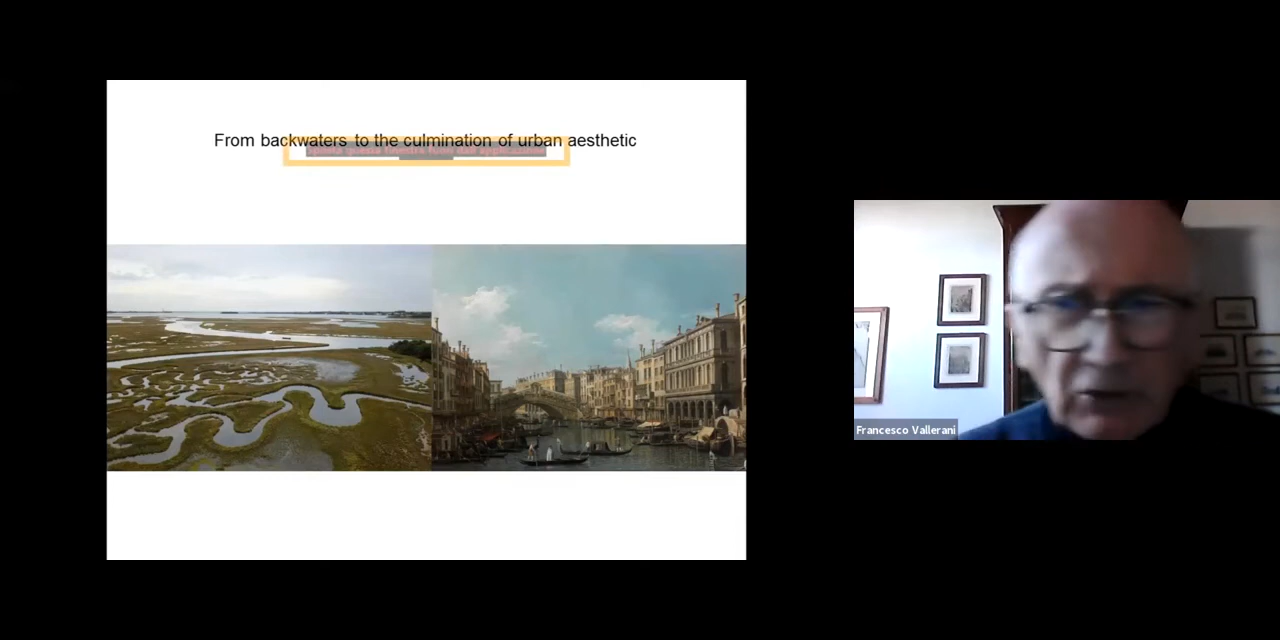 From backwaters to the culmination of urban aesthetic
Francesco Vallerani